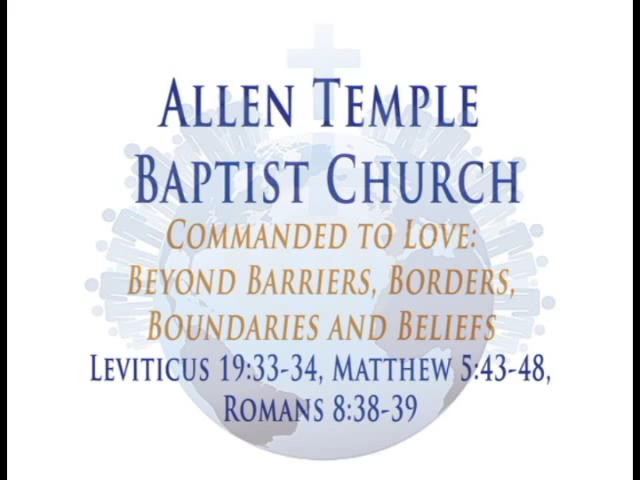 Allen Temple
Baptist Church
Commanded to Love:
Beyond Barriers, Borders,
Boundaries and Beliefs
Leviticus 19:33-34, Matthew 5:43-48,
Romans 8:38-39